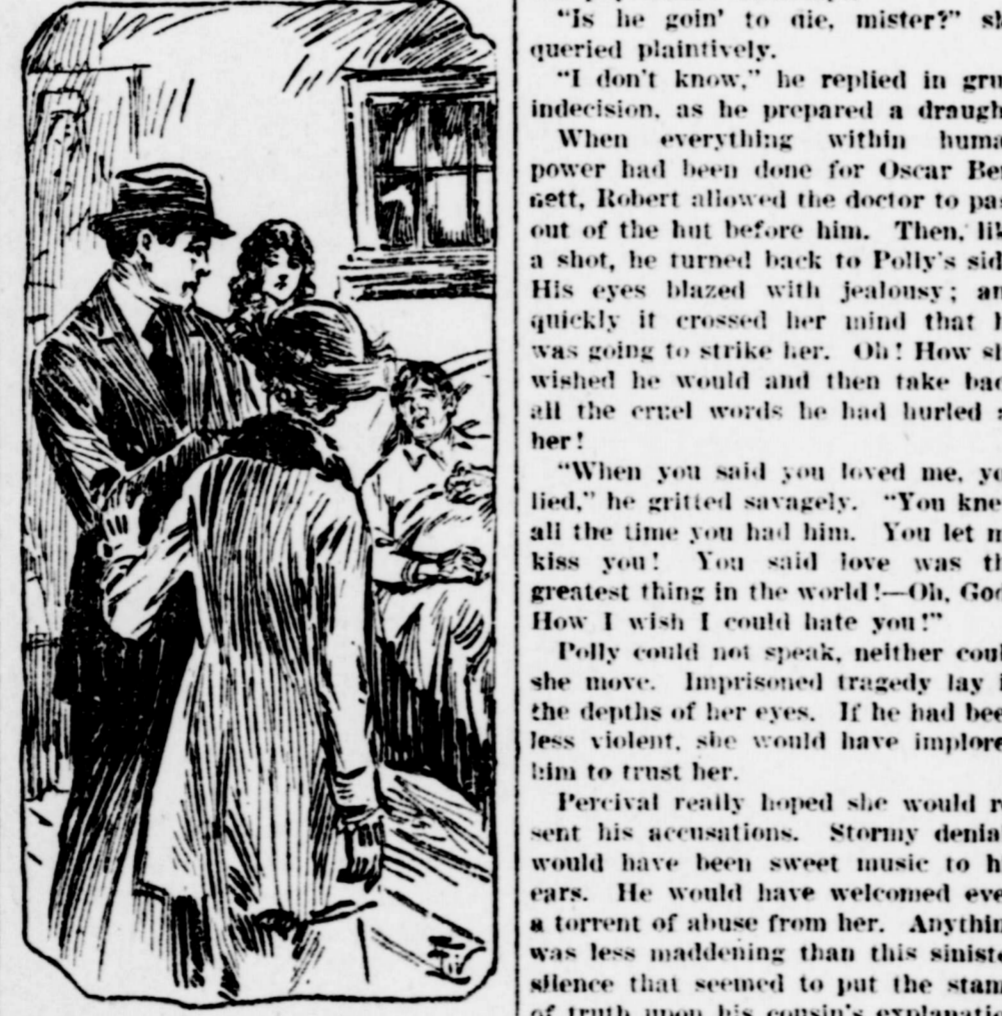 "Is he goin' to die, mister?" sh
queried plaintively.
"I don't know," he replied in gru
indecision, as he prepared a draugh
When everything within huma
power had been done for Oscar Be
nett, Robert allowed the doctor to pa
out of the hut before him. Then, lik
a shot, he turned back to Polly's sid
His eyes blazed with jealousy; an
quickly it crossed her mind that h
was going to strike her. Oh! How sh
wished he would and then take bac
all the cruel words he had hurled a
her!
"When you said you loved me, yo
lied," he gritted savagely. "You kne
all the time you had him. You let m
kiss you! You said love was th
greatest thing in the world!—Oh, God
How I wish I could hate you!"
Polly could not speak, neither coul
she move. Imprisoned tragedy lay i
the depths of her eyes. If he had bee
less violent, she would have implore
him to trust her.
Percival really hoped she would r
sent his accusations. Stormy denia
would have been sweet music to h
ears. He would have welcomed eve
a torrent of abuse from her. Anythin
was less maddening than this siniste
silence that seemed to put the stam
of truth upon his cousin's explanatio